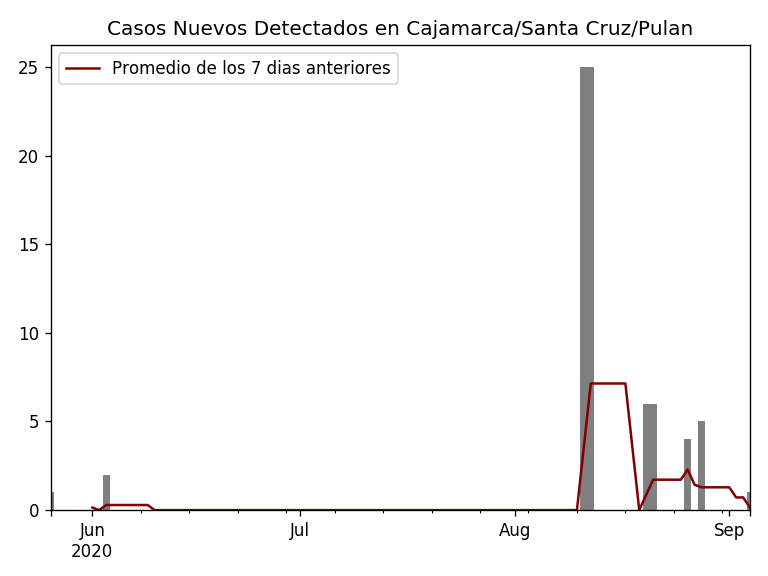 Casos Nuevos Detectados en Cajamarca/Santa Cruz/Pulan
Promedio de los 7 dias anteriores
25
20
15
10
5
0
Jun
2020
Jul
Aug
Sep